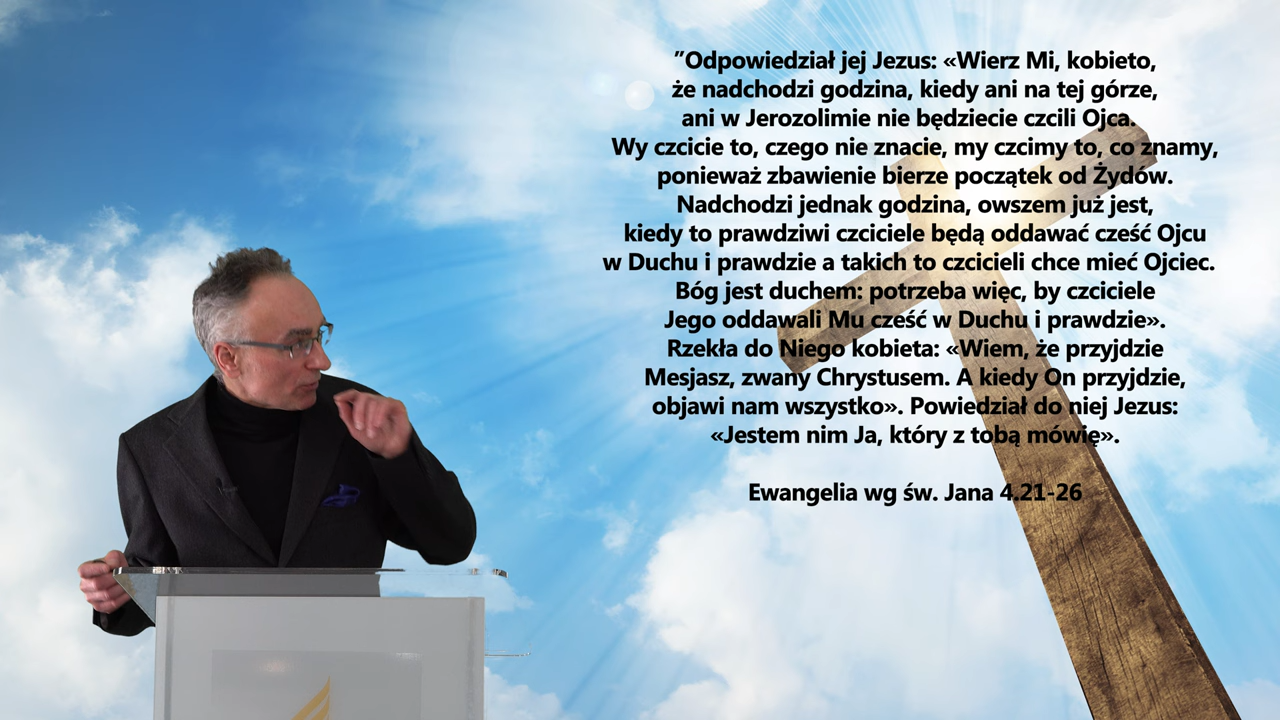 ”Odpowiedział jej Jezus: «Wierz Mi, kobieto,
że nadchodzi godzina, kiedy ani na tej górze,
ani w Jerozolimie nie będziecie czcili Ojca.
Wy czcicie to, czego nie znacie, my czcimy to, co znamy,
ponieważ zbawienie bierze początek od Żydów.
Nadchodzi jednak godzina, owszem już jest,
kiedy to prawdziwi czciciele będą oddawać cześć Ojcu
w Duchu i prawdzie a takich to czcicieli chce mieć Ojciec.
Bóg jest duchem: potrzeba więc, by czciciele
Jego oddawali Mu cześć w Duchu i prawdzie».
Rzekła do Niego kobieta: «Wiem, że przyjdzie
Mesjasz, zwany Chrystusem. A kiedy On przyjdzie,
objawi nam wszystko». Powiedział do niej Jezus:
«Jestem nim Ja, który z tobą mówię».
Ewangelia wg św. Jana 4.21-26